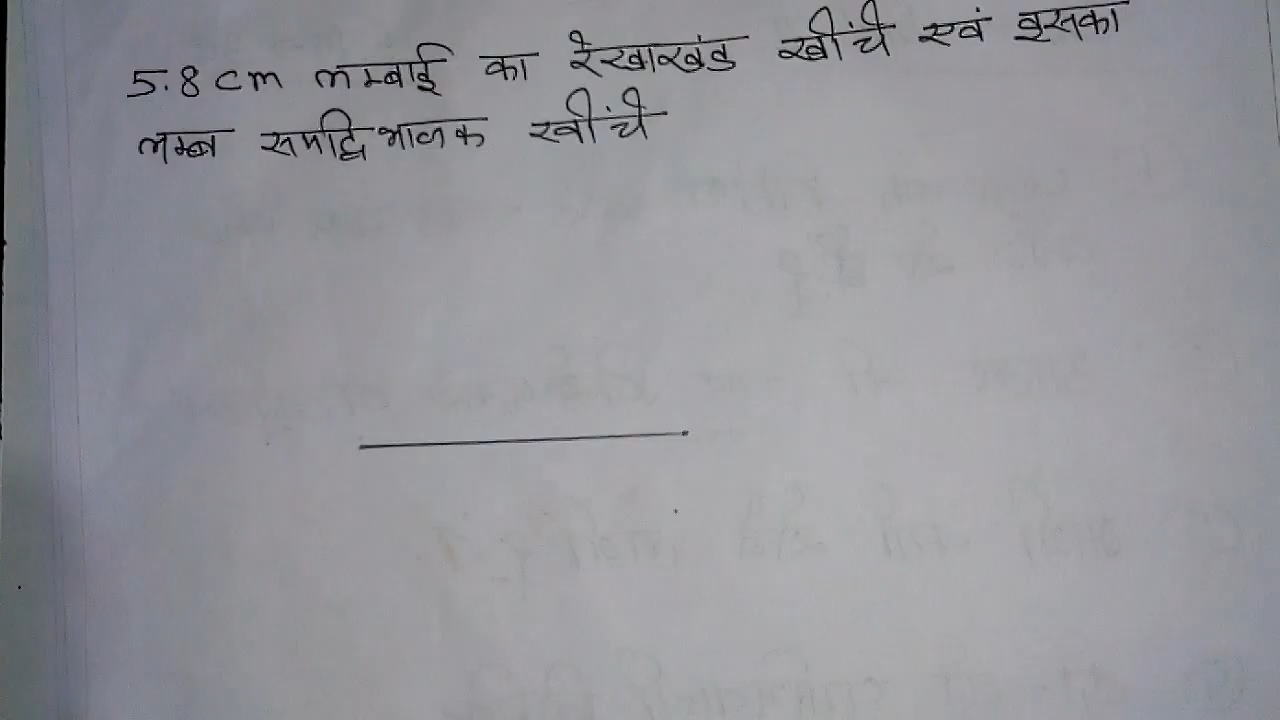 5.8 cm लम्बाई का रेखाखंड खींचें एवं इसका
लम्ब समद्विभाजक खींचें